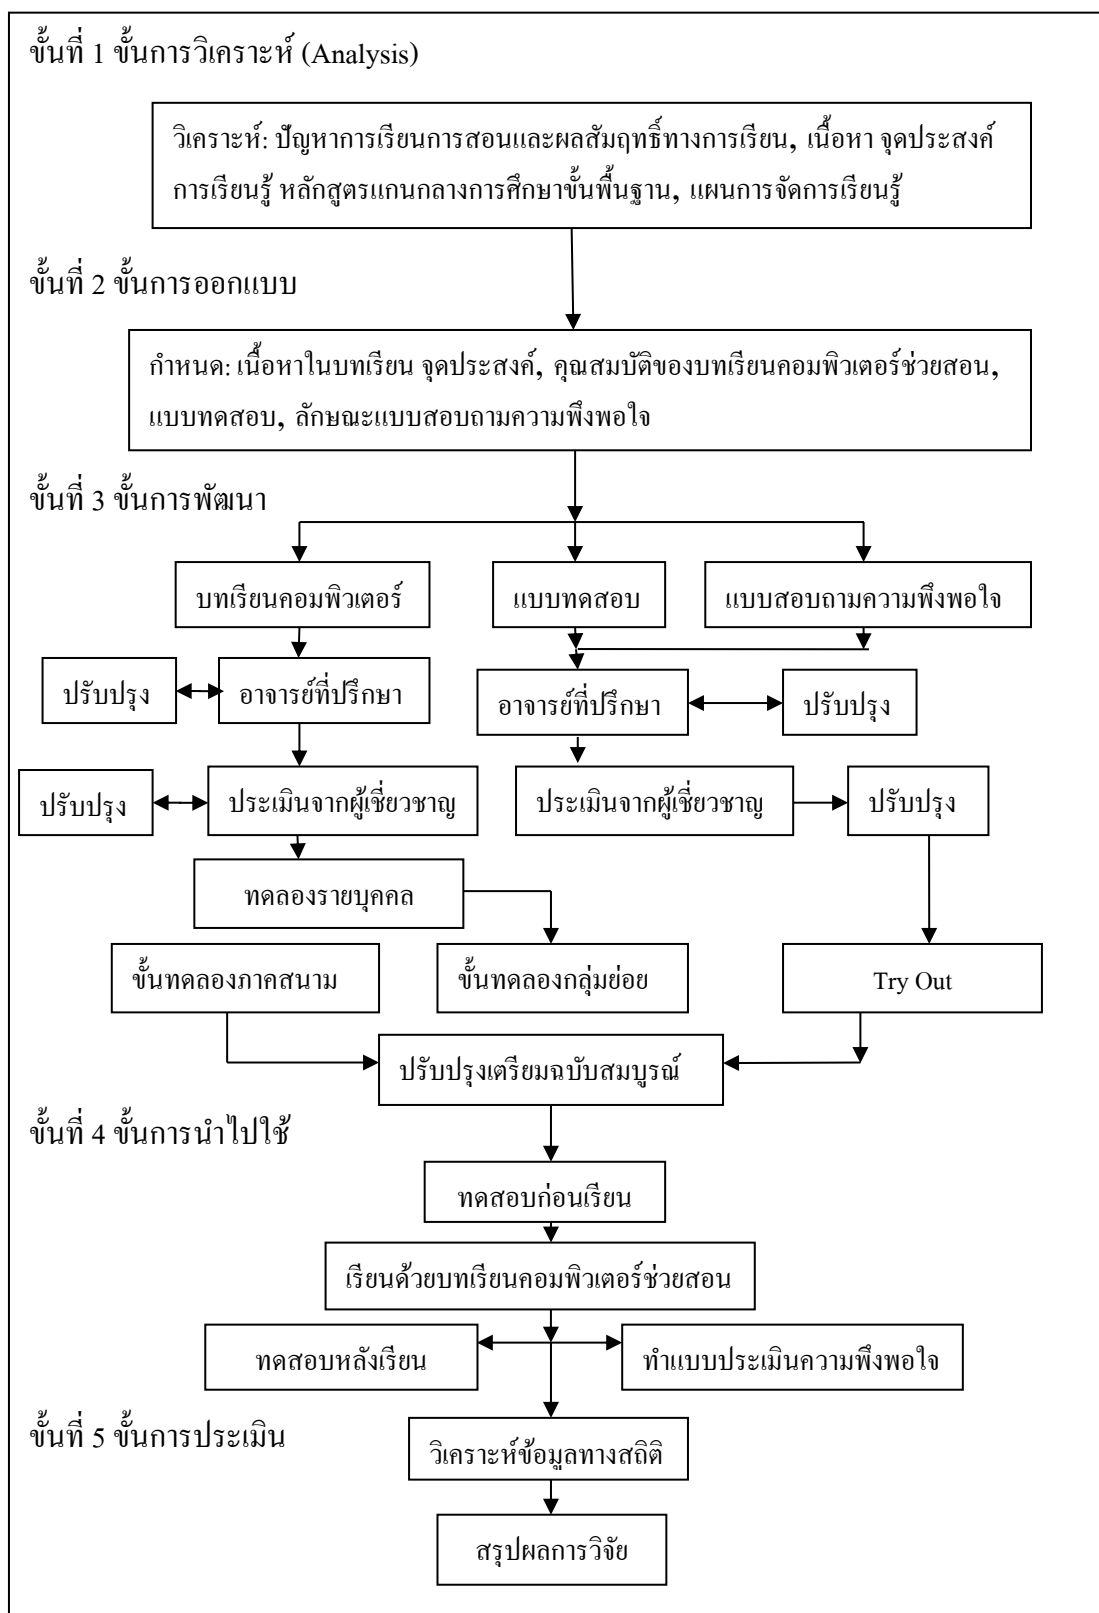 ขั้นที่ 1 ขั้นการวิเคราะห์ (Analysis)
วิเคราะห์: ปัญหาการเรียนการสอนและผลสัมฤทธิ์ทางการเรียน, เนื้อหา จุดประสงค์
การเรียนรู้ หลักสูตรแกนกลางการศึกษาขั้นพื้นฐาน, แผนการจัดการเรียนรู้
ขั้นที่ 2 ขั้นการออกแบบ
กำหนด: เนื้อหาในบทเรียน จุดประสงค์, คุณสมบัติของบทเรียนคอมพิวเตอร์ช่วยสอน,
แบบทดสอบ, ลักษณะแบบสอบถามความพึงพอใจ
ขั้นที่ 3 ขั้นการพัฒนา
บทเรียนคอมพิวเตอร์
แบบทดสอบ
แบบสอบถามความพึงพอใจ
ปรับปรุง
อาจารย์ที่ปรึกษา
อาจารย์ที่ปรึกษา
ปรับปรุง
ปรับปรุง
ประเมินจากผู้เชี่ยวชาญ
ประเมินจากผู้เชี่ยวชาญ
ปรับปรุง
ทดลองรายบุคคล
ขั้นทดลองภาคสนาม
ขั้นทดลองกลุ่มย่อย
Try Out
ปรับปรุงเตรียมฉบับสมบูรณ์
ขั้นที่ 4 ขั้นการนำไปใช้
ทดสอบก่อนเรียน
เรียนด้วยบทเรียนคอมพิวเตอร์ช่วยสอน
ทดสอบหลังเรียน
ทำแบบประเมินความพึงพอใจ
ขั้นที่ 5 ขั้นการประเมิน
วิเคราะห์ข้อมูลทางสถิติ
สรุปผลการวิจัย